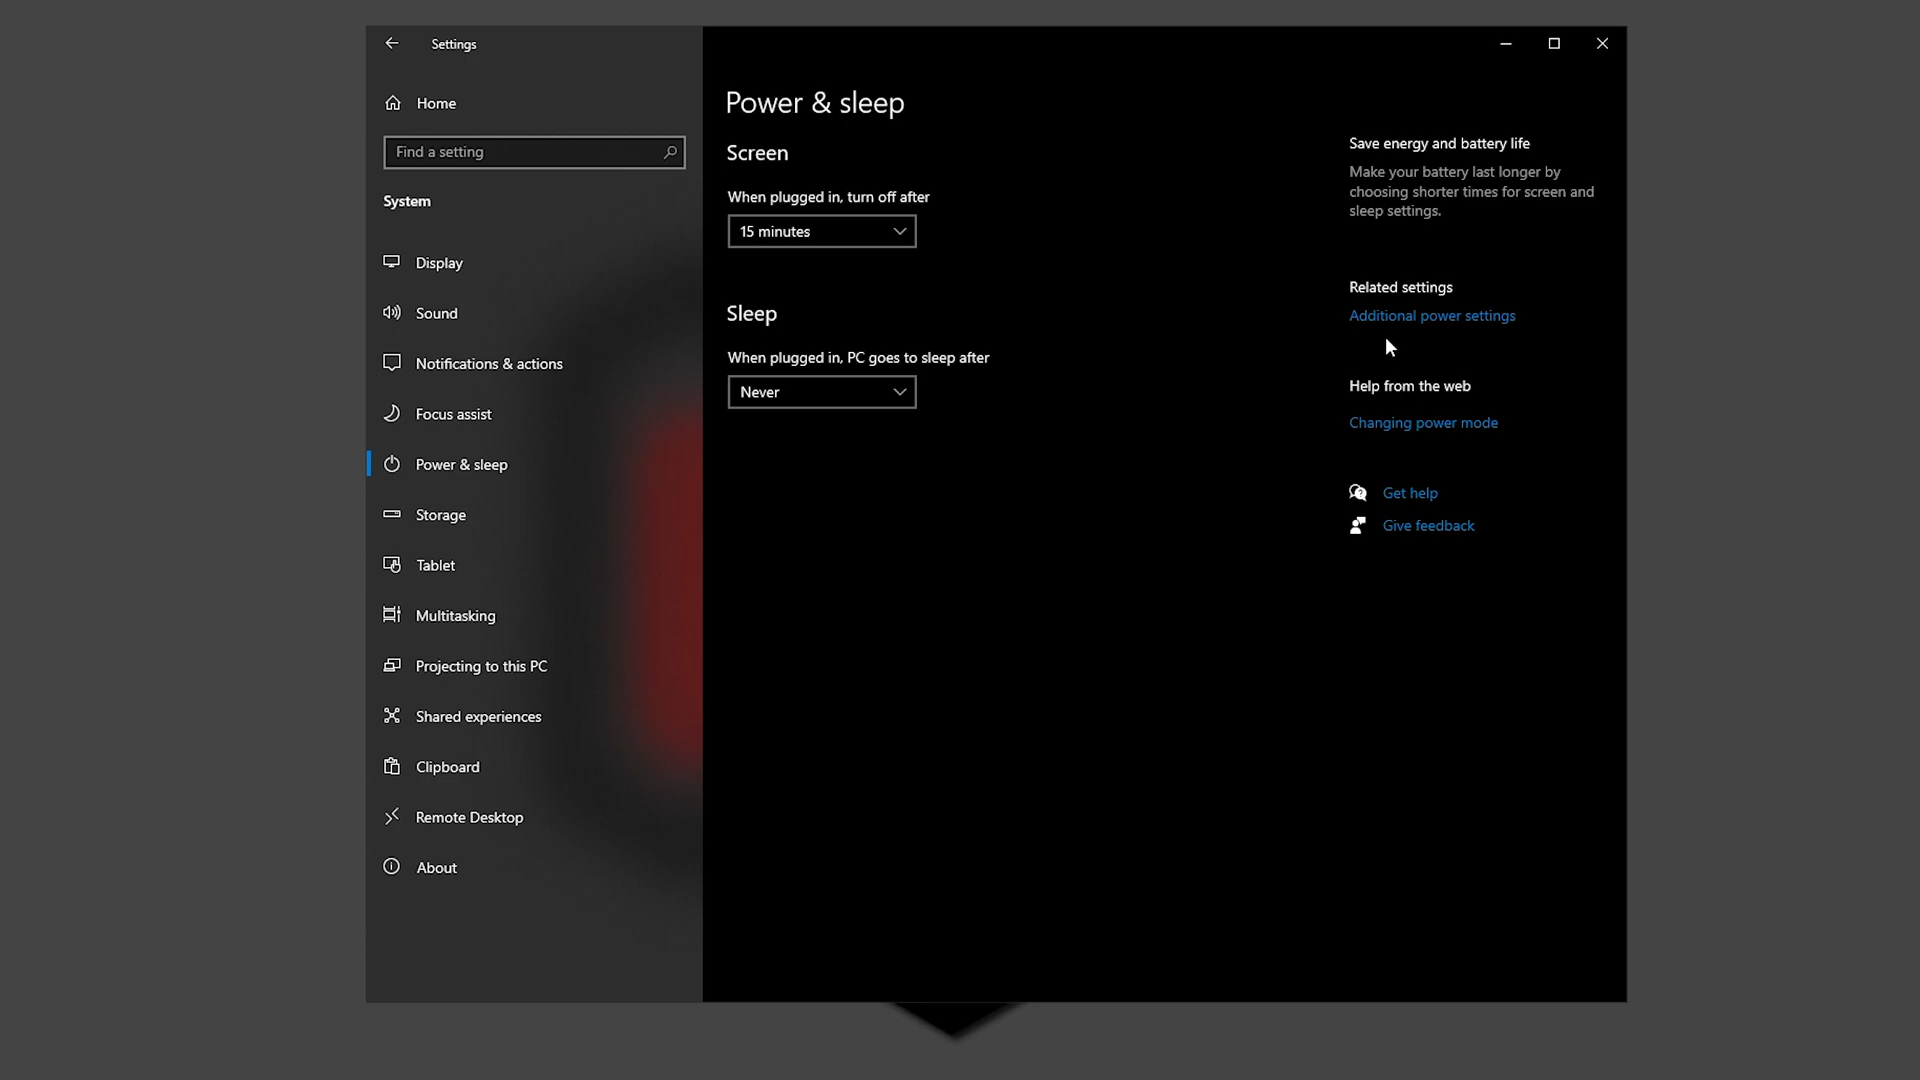 Settings
Home
Find a setting
System
Display
Sound
Notifications & actions
Focus assist
Power & sleep
Storage
Tablet
Multitasking
Projecting to this PC
Shared experiences
Clipboard
Remote Desktop
About
Power & sleep
Screen
When plugged in, turn off after
15 minutes
Sleep
When plugged in, PC goes to sleep after
Never
Save energy and battery life
Make your battery last longer by
choosing shorter times for screen and
sleep settings.
Related settings
Additional power settings
Help from the web
Changing power mode
Get help
Give feedback